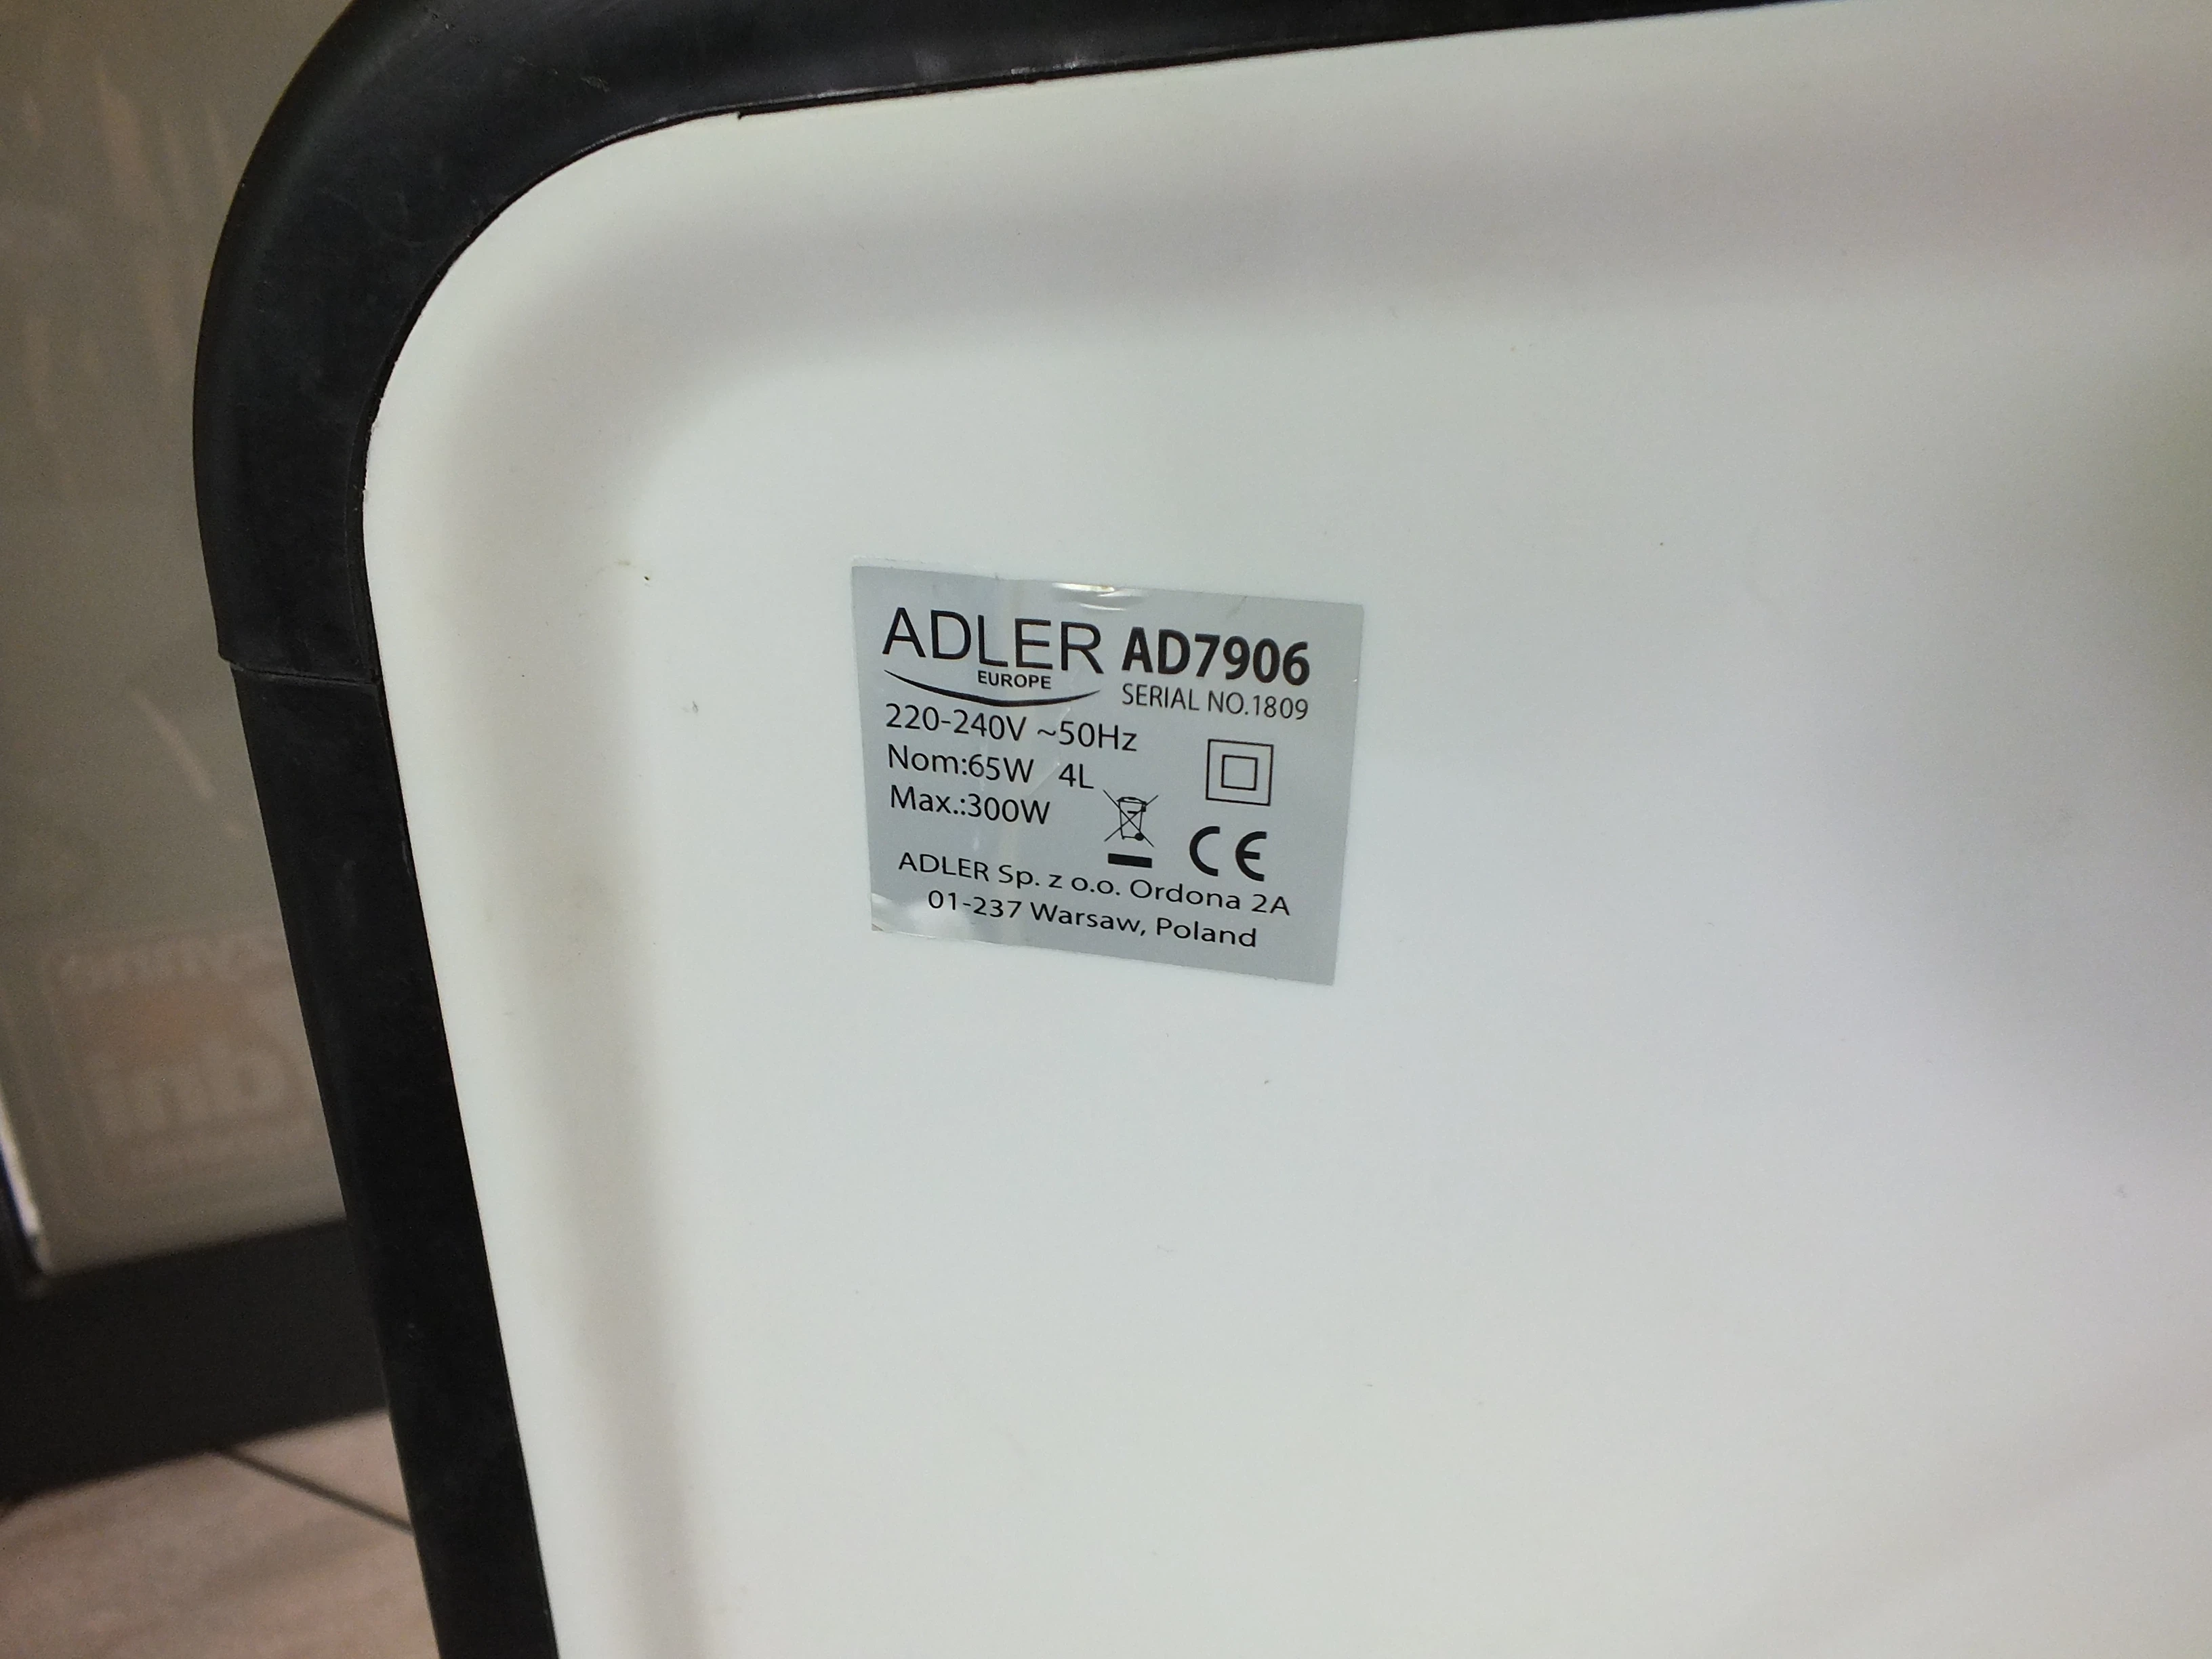 ADLER AD7906
EUROPE
SERIAL NO.1809
220-240V ~50Hz
Nom:65W 4L
Max.:300W
CE
ADLER Sp. z o.o. Ordona 2A
01-237 Warsaw, Poland